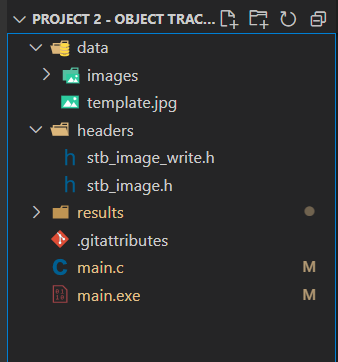 PROJECT 2 - OBJECT TRAC...
data
images
template.jpg
headers
h stb_image_write.h
h stb_image.h
results
.gitattributes
C main.c M
main.exe M